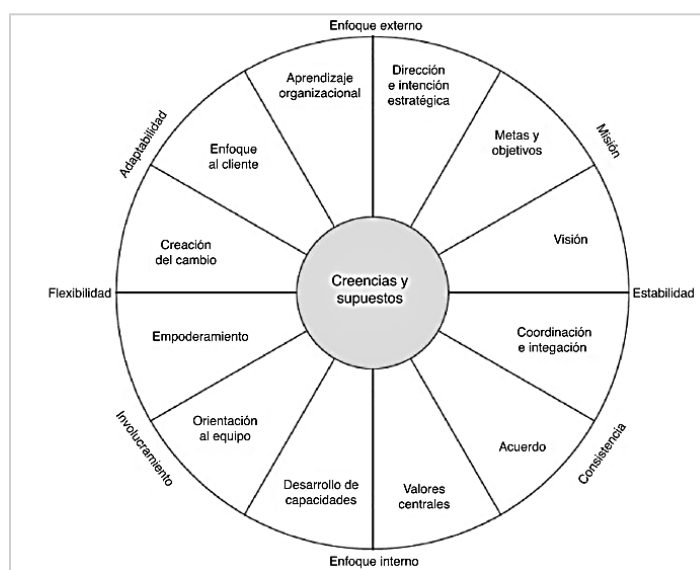 Enfoque externo
Aprendizaje
organizacional
Dirección
e intención
estratégica
Adaptabilidad
Enfoque
al cliente
Metas y
objetivos
Misión
Creación
del cambio
Visión
Creencias y
supuestos
Flexibilidad
Estabilidad
Empoderamiento
Coordinación
e integación
Involucramiento
Orientación
al equipo
Acuerdo
Consistencia
Desarrollo de
capacidades
Valores
centrales
Enfoque interno